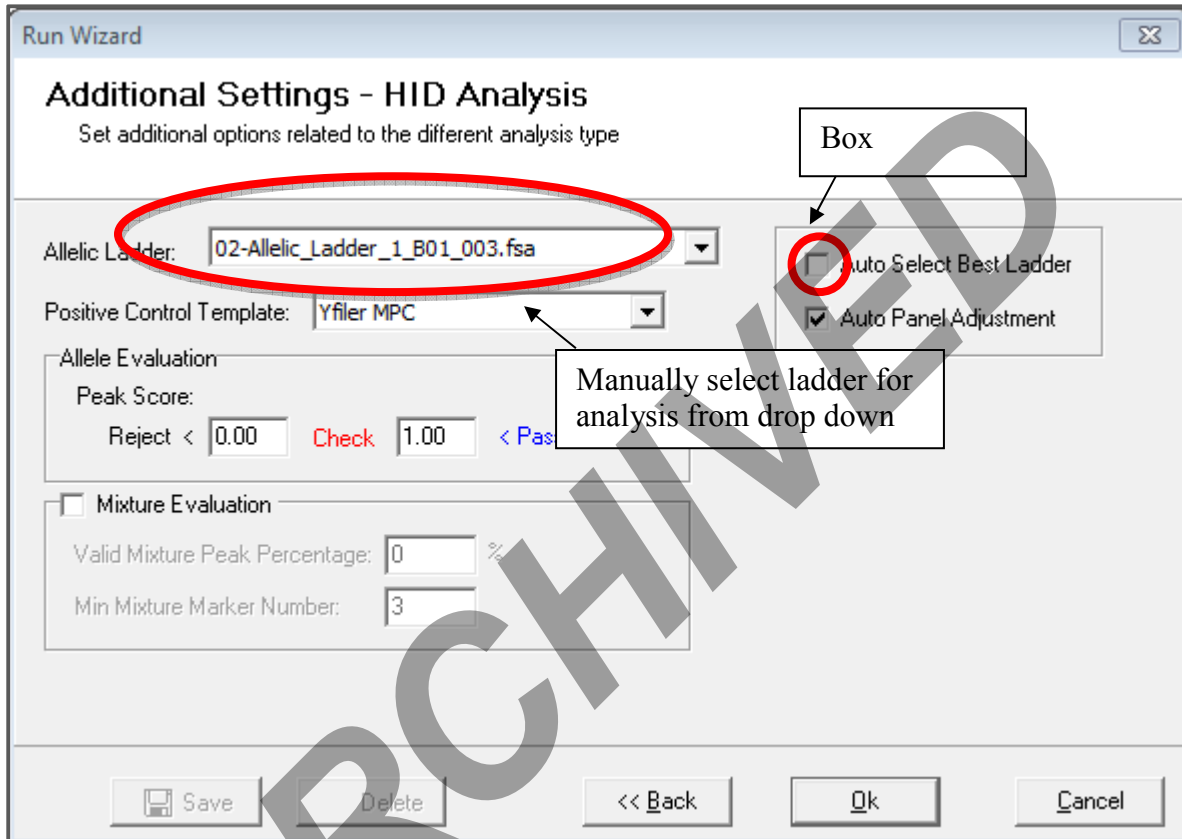 Run Wizard
Additional Settings - HID Analysis
Set additional options related to the different analysis type
Box
Allelic Ladder: 02-Allelic_Ladder_1_B01_003.fsa
Auto Select Best Ladder
Positive Control Template: Yfiler MPC
Auto Panel Adjustment
Manually select ladder for
analysis from drop down
Allele Evaluation
Peak Score:
Reject < 0.00 Check 1.00 < Pas
Mixture Evaluation
Valid Mixture Peak Percentage: 0 %
Min Mixture Marker Number: 3
Save Delete << Back Ok Cancel
ARCHIVED